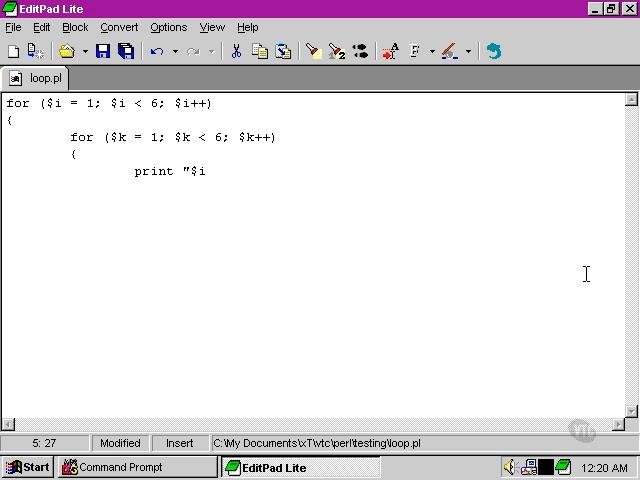 EditPad Lite
File Edit Block Convert Options View Help
loop.pl
for ($i = 1; $i < 6; $i++)
{
for ($k = 1; $k < 6; $k++)
{
print "$i
VTC
5: 27 Modified Insert C:\My Documents\xT\vtc\perl\testing\loop.pl
Start Command Prompt EditPad Lite 12:20 AM